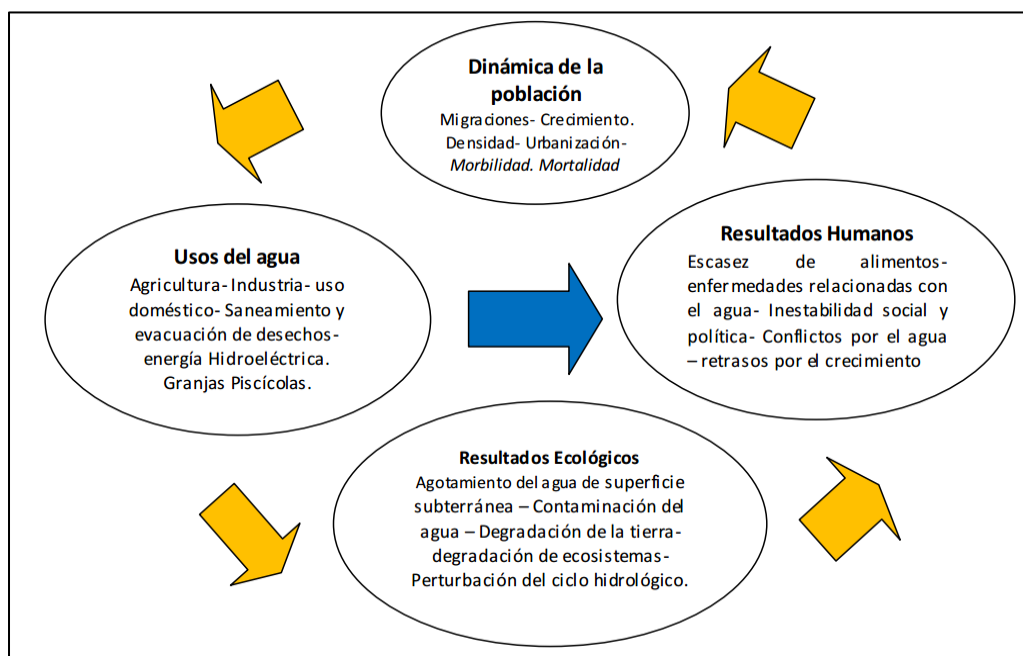 Dinámica de la
población
Migraciones- Crecimiento.
Densidad- Urbanización-
Morbilidad. Mortalidad
Usos del agua
Agricultura- Industria- uso
doméstico- Saneamiento y
evacuación de desechos-
energía Hidroeléctrica.
Granjas Piscícolas.
Resultados Humanos
Escasez de alimentos-
enfermedades relacionadas con
el agua- Inestabilidad social y
política- Conflictos por el agua
– retrasos por el crecimiento
Resultados Ecológicos
Agotamiento del agua de superficie
subterránea – Contaminación del
agua – Degradación de la tierra-
degradación de ecosistemas-
Perturbación del ciclo hidrológico.